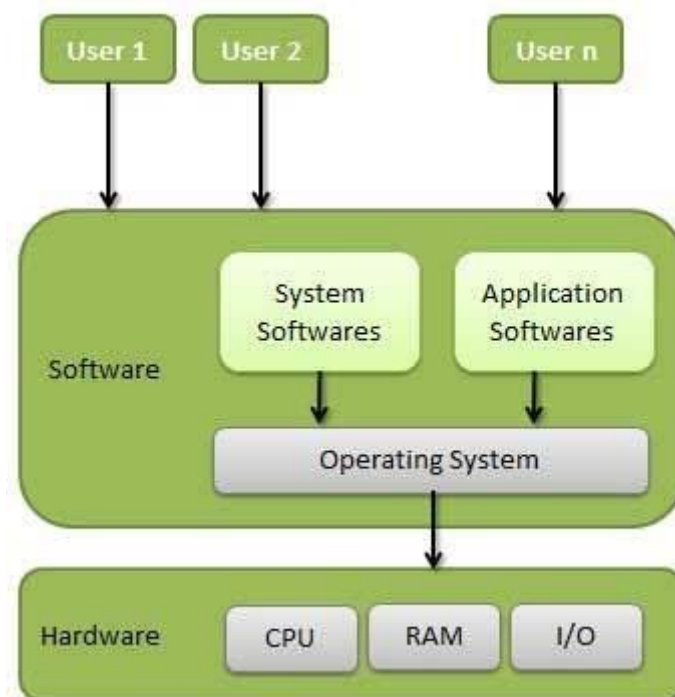 User 1
User 2
User n
System
Softwares
Application
Softwares
Software
Operating System
Hardware
CPU
RAM
I/O